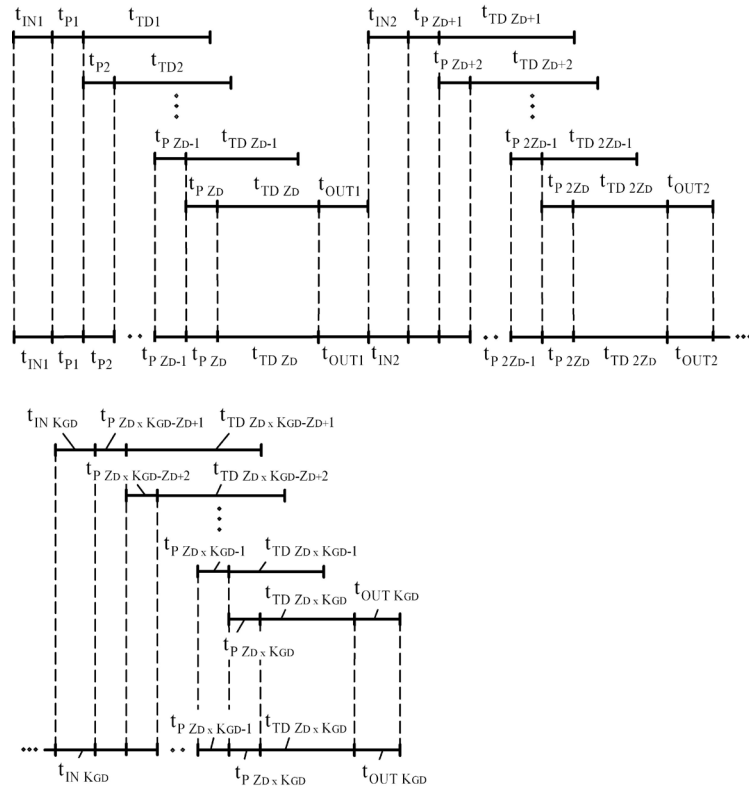 tIN1 tP1 tTD1 tIN2 tP ZD+1 tTD ZD+1
tP2 tTD2 tP ZD+2 tTD ZD+2
tP ZD-1 tTD ZD-1 tP 2ZD-1 tTD 2ZD-1
tP ZD tTD ZD tOUT1 tP 2ZD tTD 2ZD tOUT2
tIN1 tP1 tP2 tP ZD-1 tP ZD tTD ZD tOUT1 tIN2 tP 2ZD-1 tP 2ZD tTD 2ZD tOUT2
tIN KGD tP ZD x KGD-ZD+1 tTD ZD x KGD-ZD+1
tP ZD x KGD-ZD+2 tTD ZD x KGD-ZD+2
tP ZD x KGD-1 tTD ZD x KGD-1
tTD ZD x KGD tOUT KGD
tP ZD x KGD
tP ZD x KGD-1 tTD ZD x KGD
tIN KGD tP ZD x KGD tOUT KGD